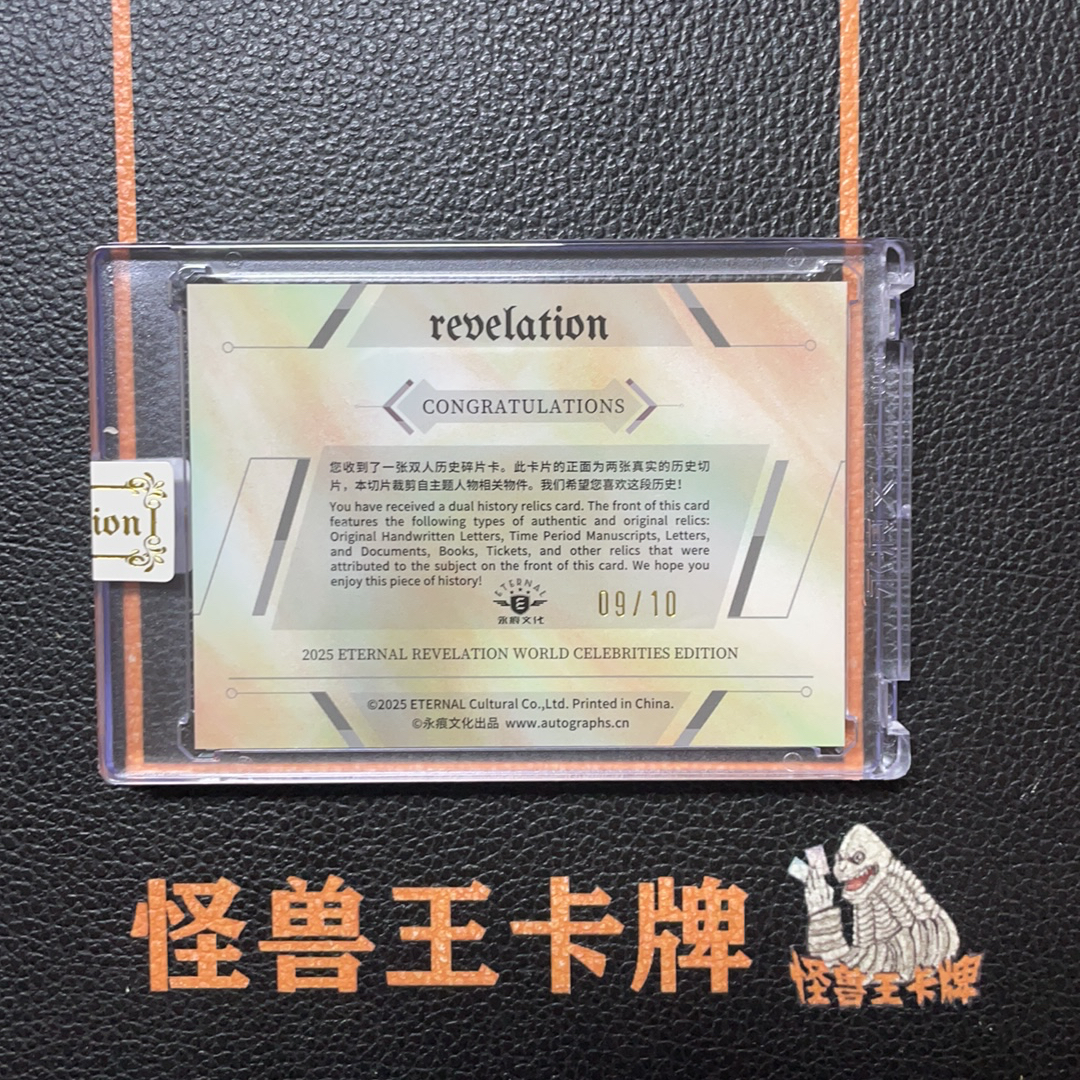 revelation
CONGRATULATIONS
您收到了一张双人历史碎片卡。此卡片的正面为两张真实的历史切
片，本切片裁剪自主题人物相关物件。我们希望您喜欢这段历史！
You have received a dual history relics card. The front of this card
features the following types of authentic and original relics:
Original Handwritten Letters, Time Period Manuscripts, Letters,
and Documents, Books, Tickets, and other relics that were
attributed to the subject on the front of this card. We hope you
enjoy this piece of history!
ETERNAL
永痕文化
09/10
ion
2025 ETERNAL REVELATION WORLD CELEBRITIES EDITION
©2025 ETERNAL Cultural Co.,Ltd. Printed in China.
©永痕文化出品 www.autographs.cn
怪兽王卡牌
怪兽王卡牌